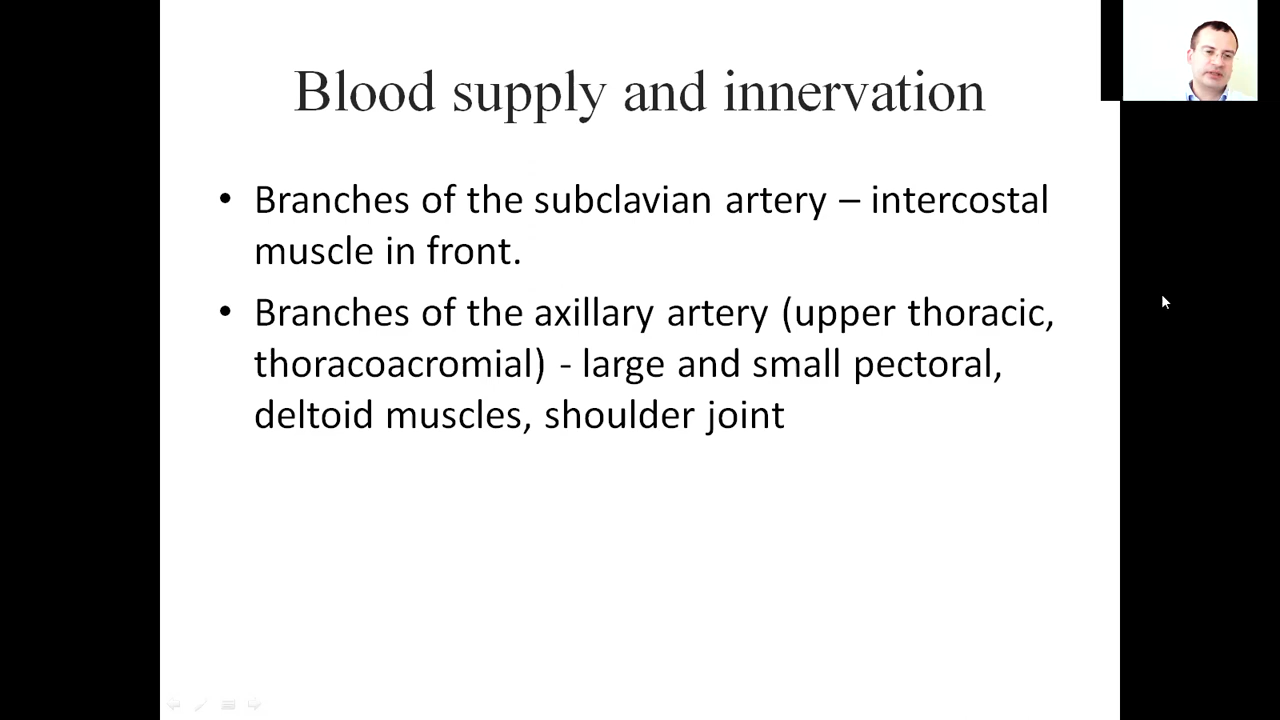 Blood supply and innervation
• Branches of the subclavian artery – intercostal
muscle in front.
• Branches of the axillary artery (upper thoracic,
thoracoacromial) - large and small pectoral,
deltoid muscles, shoulder joint